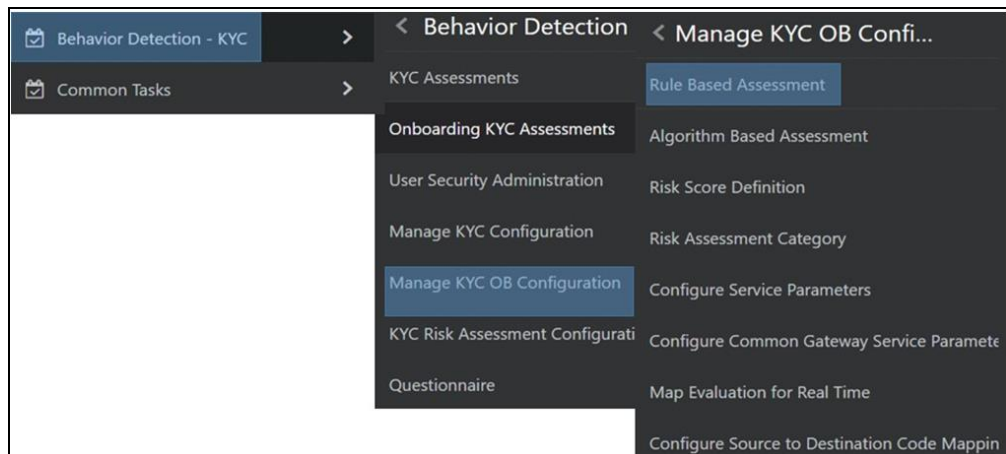 Behavior Detection - KYC
Common Tasks
Behavior Detection
KYC Assessments
Onboarding KYC Assessments
User Security Administration
Manage KYC Configuration
Manage KYC OB Configuration
KYC Risk Assessment Configurati
Questionnaire
Manage KYC OB Confi...
Rule Based Assessment
Algorithm Based Assessment
Risk Score Definition
Risk Assessment Category
Configure Service Parameters
Configure Common Gateway Service Paramete
Map Evaluation for Real Time
Configure Source to Destination Code Mappin